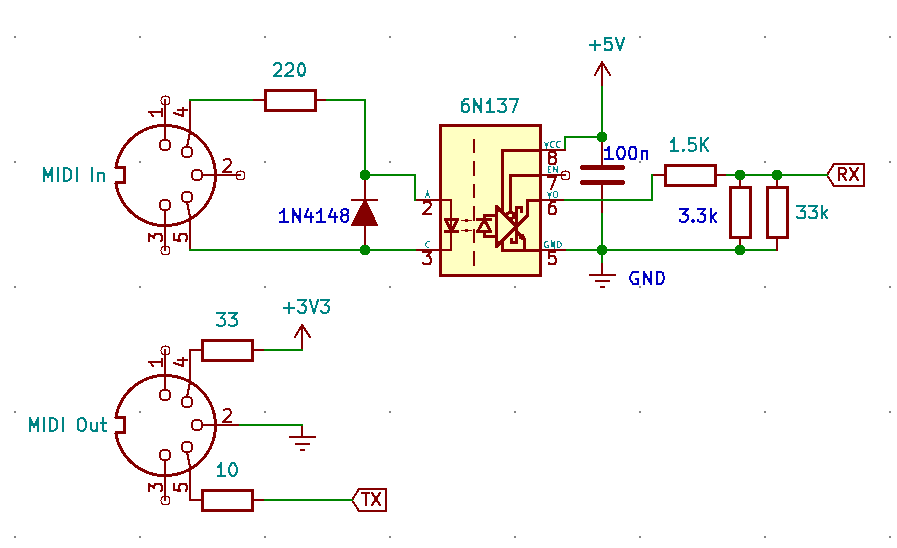 +5V
220
6N137
1
4
VCC
8
100n
1.5K
MIDI In
2
EN
7
RX
A
2
VO
6
1N4148
3.3k
33k
3
5
C
3
GND
5
GND
+3V3
33
1
4
MIDI Out
2
10
3
5
TX